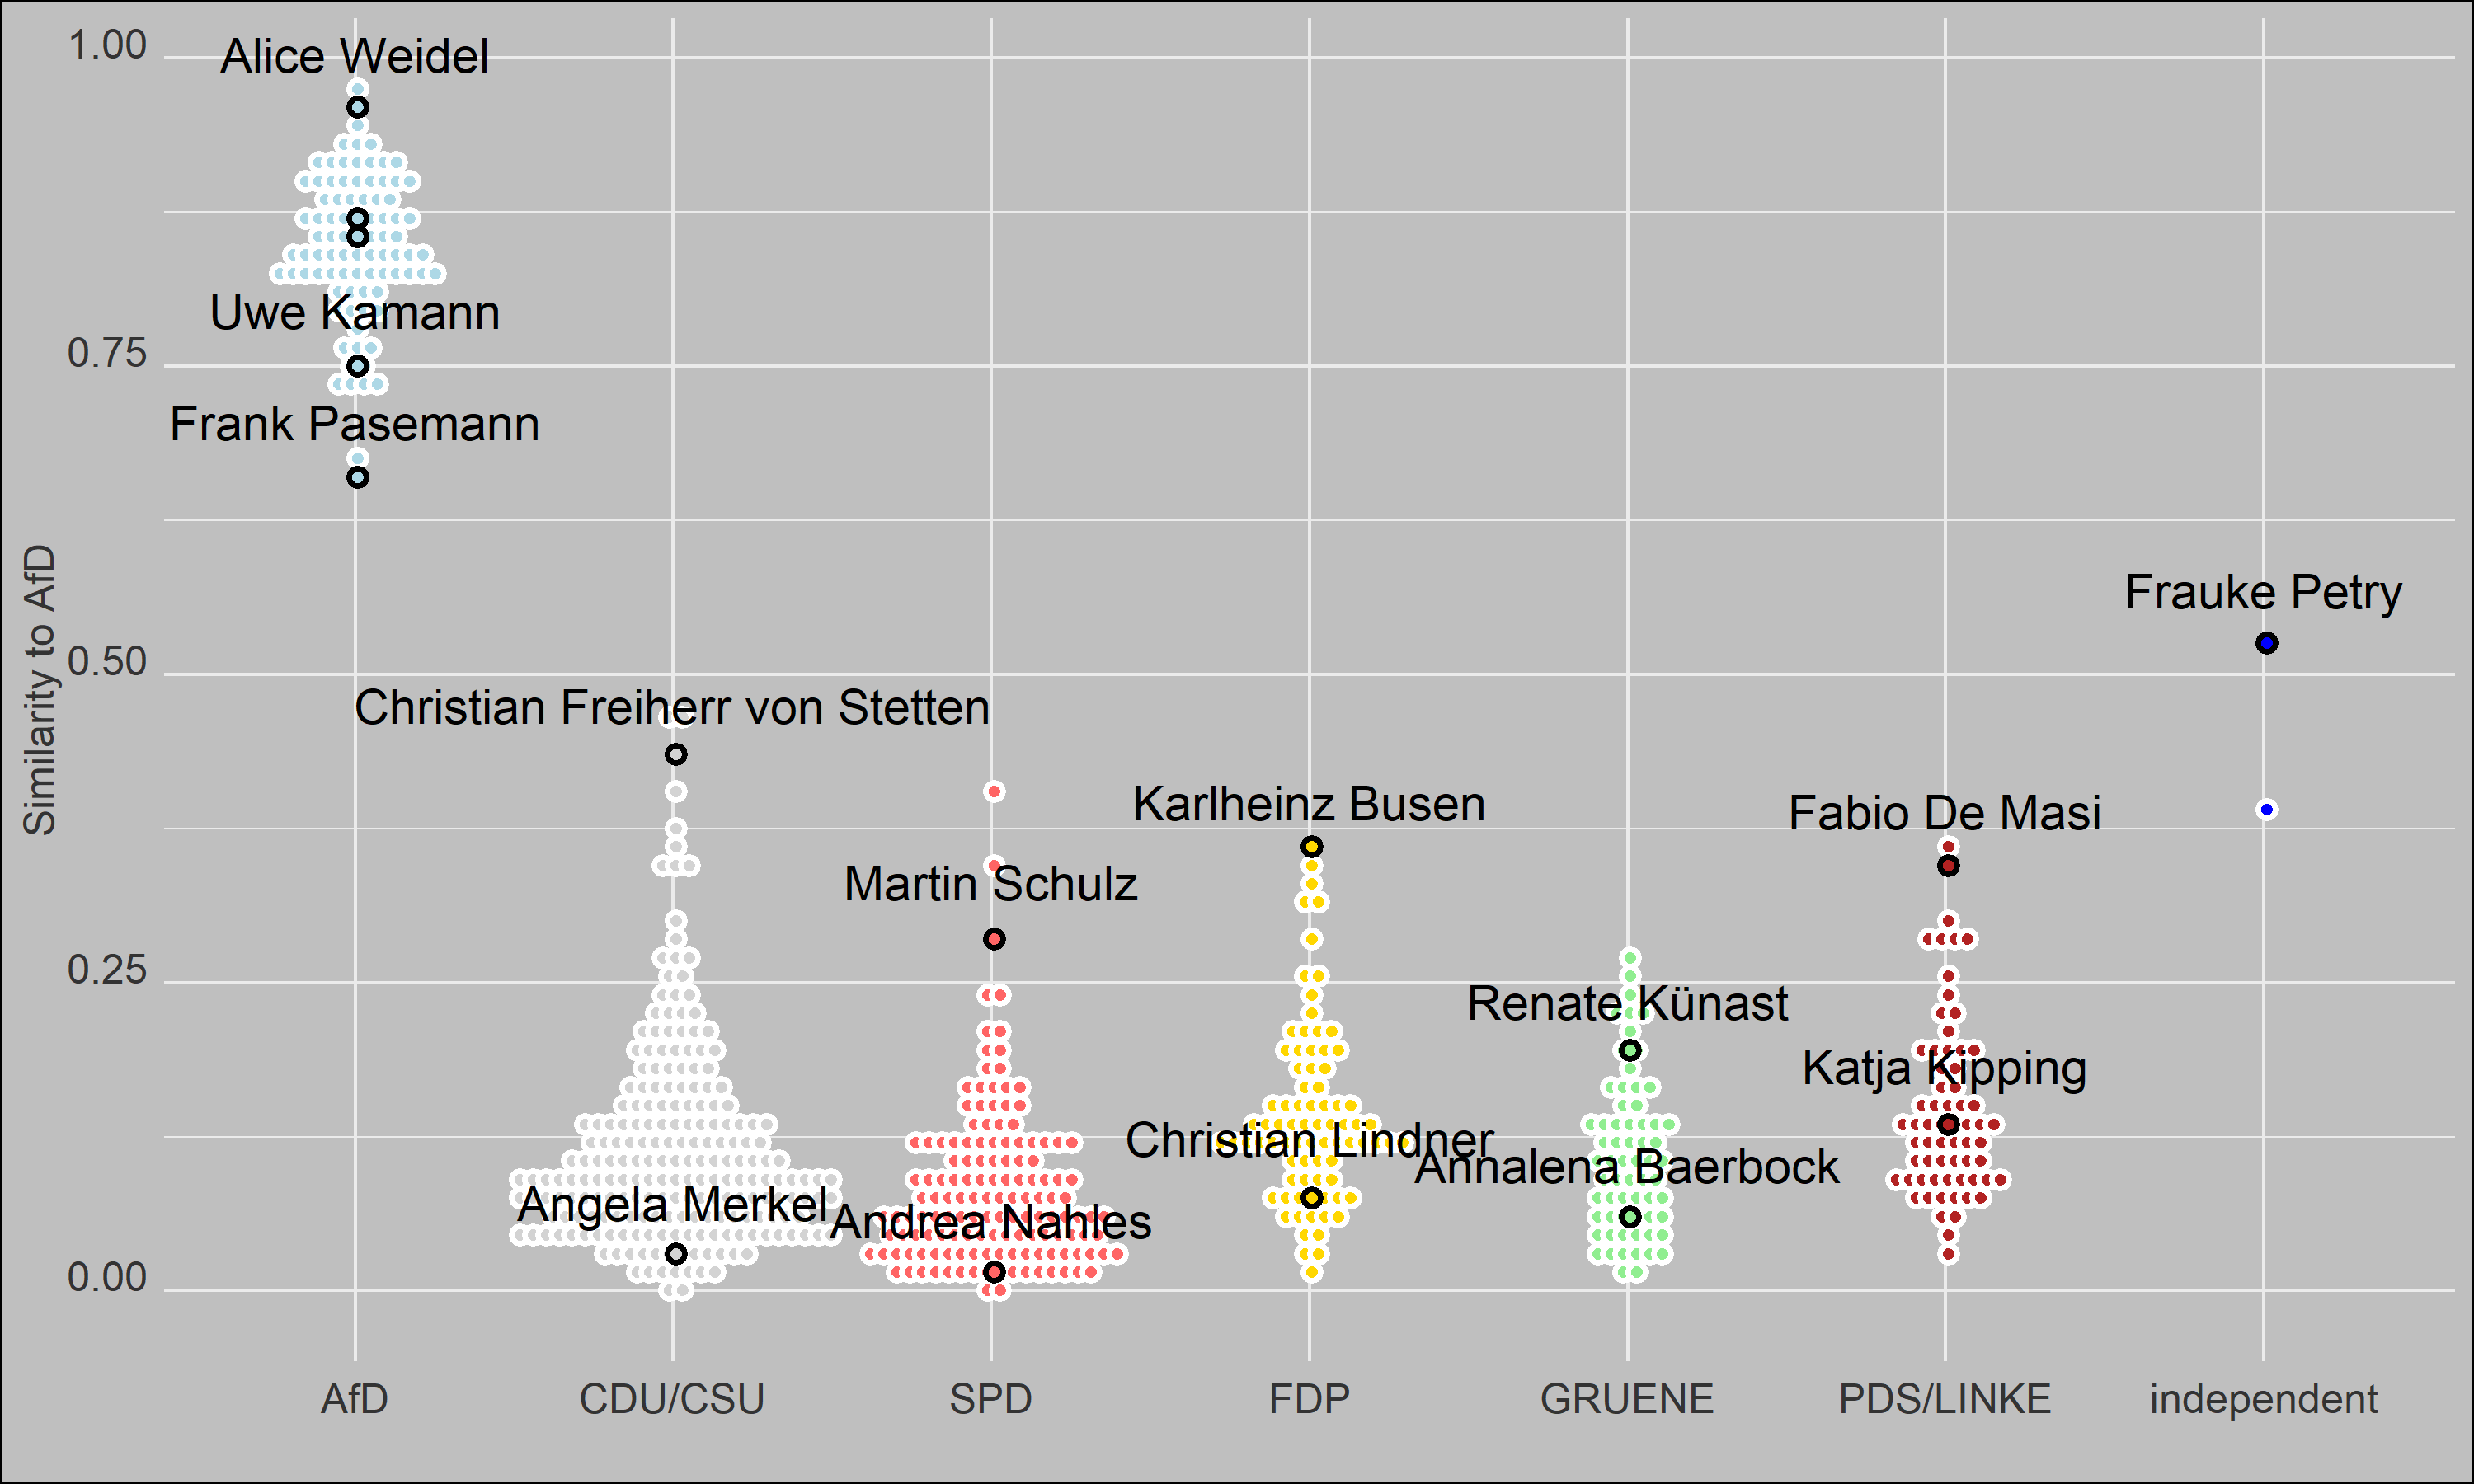 1.00
0.75
0.50
0.25
0.00
Similarity to AfD
Alice Weidel
Uwe Kamann
Frank Pasemann
Frauke Petry
Christian Freiherr von Stetten
Karlheinz Busen
Fabio De Masi
Martin Schulz
Renate Künast
Katja Kipping
Christian Lindner
Annalena Baerbock
Angela Merkel
Andrea Nahles
AfD
CDU/CSU
SPD
FDP
GRUENE
PDS/LINKE
independent